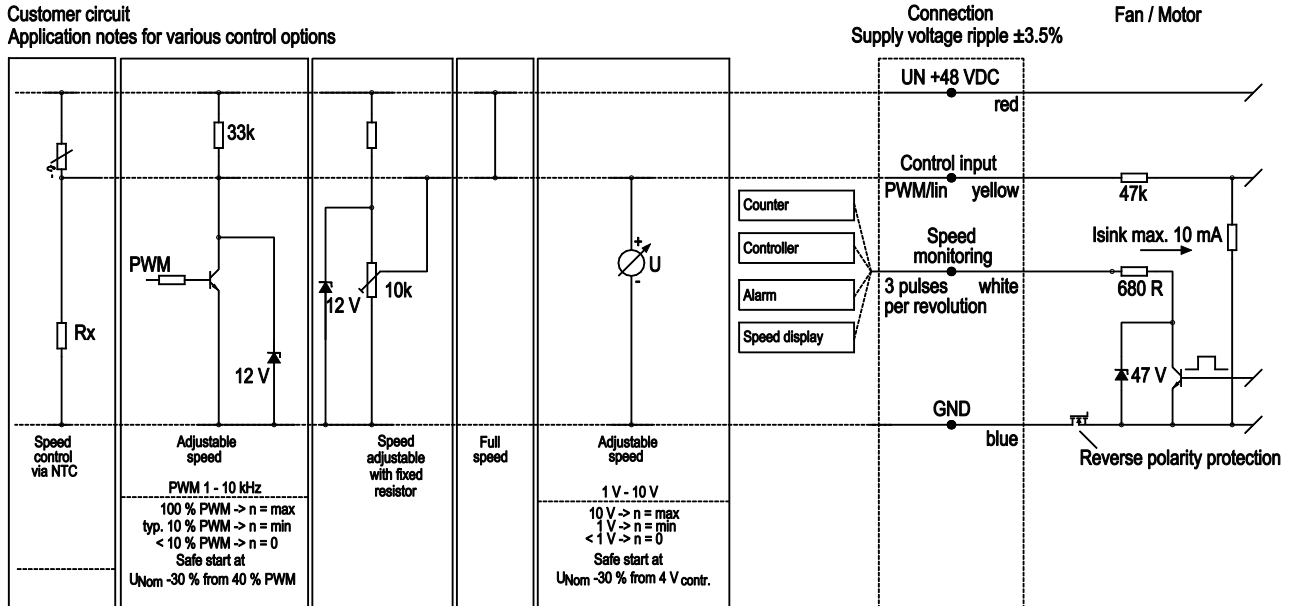 Customer circuit
Application notes for various control options
Connection
Supply voltage ripple ±3.5%
Fan / Motor
UN +48 VDC
red
33k
Control input
PWM/lin yellow
47k
Counter
Controller
Alarm
Speed display
Speed
monitoring
3 pulses white
per revolution
Isink max. 10 mA
680 R
PWM
+
U
-
10k
12 V
Rx
12 V
47 V
GND
blue
Reverse polarity protection
Speed
control
via NTC
Adjustable
speed
PWM 1 - 10 kHz
100 % PWM -> n = max
typ. 10 % PWM -> n = min
< 10 % PWM -> n = 0
Safe start at
UNom -30 % from 40 % PWM
Speed
adjustable
with fixed
resistor
Full
speed
Adjustable
speed
1 V - 10 V
10 V -> n = max
1 V -> n = min
< 1 V -> n = 0
Safe start at
UNom -30 % from 4 V contr.